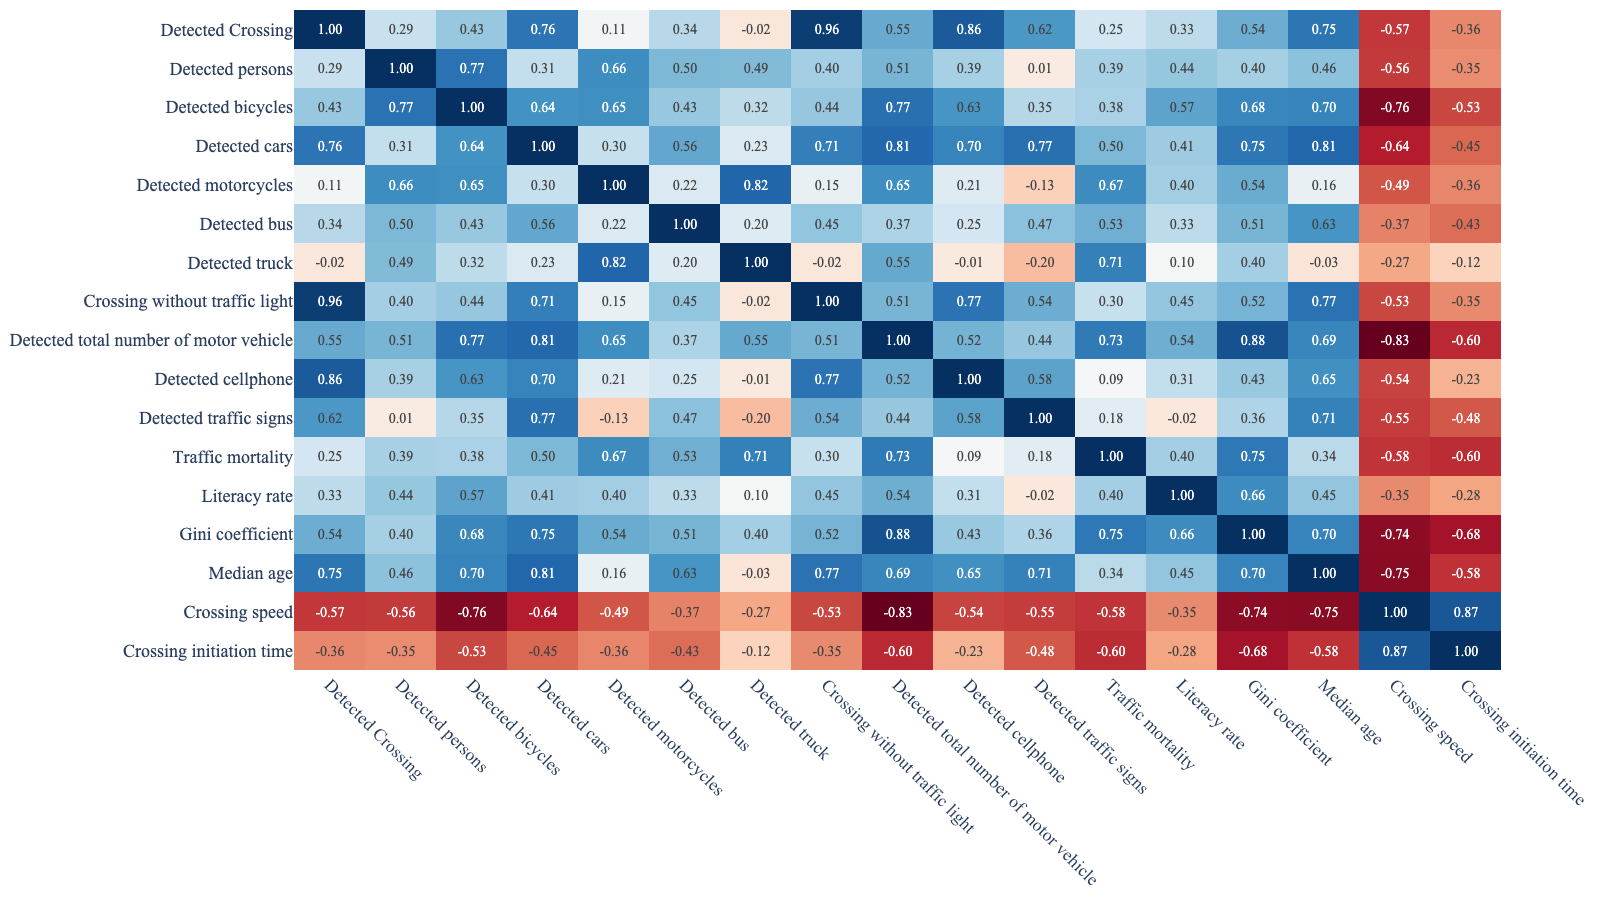 Detected Crossing 1.00 0.29 0.43 0.76 0.11 0.34 -0.02 0.96 0.55 0.86 0.62 0.25 0.33 0.54 0.75 -0.57 -0.36
Detected persons 0.29 1.00 0.77 0.31 0.66 0.50 0.49 0.40 0.51 0.39 0.01 0.39 0.44 0.40 0.46 -0.56 -0.35
Detected bicycles 0.43 0.77 1.00 0.64 0.65 0.43 0.32 0.44 0.77 0.63 0.35 0.38 0.57 0.68 0.70 -0.76 -0.53
Detected cars 0.76 0.31 0.64 1.00 0.30 0.56 0.23 0.71 0.81 0.70 0.77 0.50 0.41 0.75 0.81 -0.64 -0.45
Detected motorcycles 0.11 0.66 0.65 0.30 1.00 0.22 0.82 0.15 0.65 0.21 -0.13 0.67 0.40 0.54 0.16 -0.49 -0.36
Detected bus 0.34 0.50 0.43 0.56 0.22 1.00 0.20 0.45 0.37 0.25 0.47 0.53 0.33 0.51 0.63 -0.37 -0.43
Detected truck -0.02 0.49 0.32 0.23 0.82 0.20 1.00 -0.02 0.55 -0.01 -0.20 0.71 0.10 0.40 -0.03 -0.27 -0.12
Crossing without traffic light 0.96 0.40 0.44 0.71 0.15 0.45 -0.02 1.00 0.51 0.77 0.54 0.30 0.45 0.52 0.77 -0.53 -0.35
Detected total number of motor vehicle 0.55 0.51 0.77 0.81 0.65 0.37 0.55 0.51 1.00 0.52 0.44 0.73 0.54 0.88 0.69 -0.83 -0.60
Detected cellphone 0.86 0.39 0.63 0.70 0.21 0.25 -0.01 0.77 0.52 1.00 0.58 0.09 0.31 0.43 0.65 -0.54 -0.23
Detected traffic signs 0.62 0.01 0.35 0.77 -0.13 0.47 -0.20 0.54 0.44 0.58 1.00 0.18 -0.02 0.36 0.71 -0.55 -0.48
Traffic mortality 0.25 0.39 0.38 0.50 0.67 0.53 0.71 0.30 0.73 0.09 0.18 1.00 0.40 0.75 0.34 -0.58 -0.60
Literacy rate 0.33 0.44 0.57 0.41 0.40 0.33 0.10 0.45 0.54 0.31 -0.02 0.40 1.00 0.66 0.45 -0.35 -0.28
Gini coefficient 0.54 0.40 0.68 0.75 0.54 0.51 0.40 0.52 0.88 0.43 0.36 0.75 0.66 1.00 0.70 -0.74 -0.68
Median age 0.75 0.46 0.70 0.81 0.16 0.63 -0.03 0.77 0.69 0.65 0.71 0.34 0.45 0.70 1.00 -0.75 -0.58
Crossing speed -0.57 -0.56 -0.76 -0.64 -0.49 -0.37 -0.27 -0.53 -0.83 -0.54 -0.55 -0.58 -0.35 -0.74 -0.75 1.00 0.87
Crossing initiation time -0.36 -0.35 -0.53 -0.45 -0.36 -0.43 -0.12 -0.35 -0.60 -0.23 -0.48 -0.60 -0.28 -0.68 -0.58 0.87 1.00
Detected Crossing
Detected persons
Detected bicycles
Detected cars
Detected motorcycles
Detected bus
Detected truck
Crossing without traffic light
Detected total number of motor vehicle
Detected cellphone
Detected traffic signs
Traffic mortality
Literacy rate
Gini coefficient
Median age
Crossing speed
Crossing initiation time